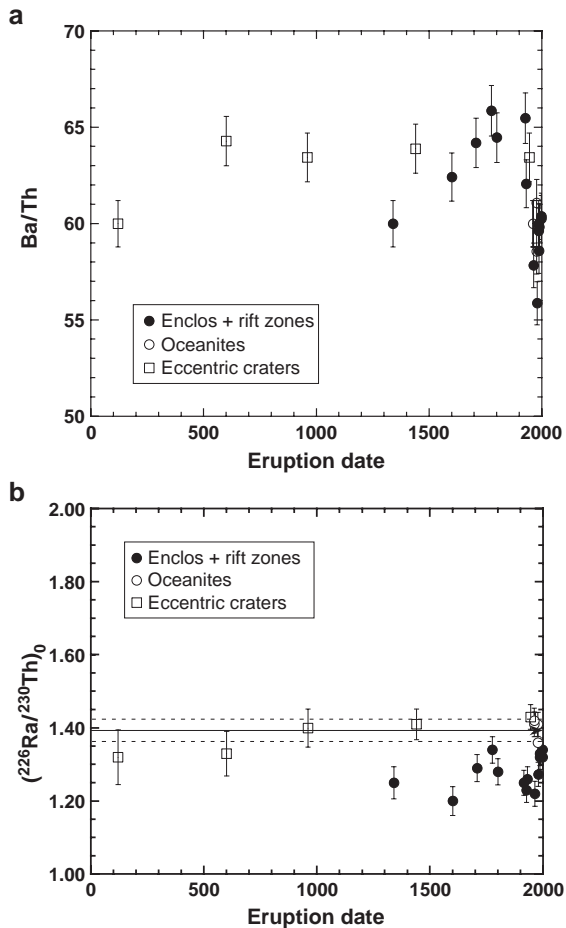 a
70
65
60
55
50
Ba/Th
Enclos + rift zones
Oceanites
Eccentric craters
0 500 1000 1500 2000
Eruption date
b
2.00
1.80
1.60
1.40
1.20
1.00
(226Ra/230Th)0
Enclos + rift zones
Oceanites
Eccentric craters
0 500 1000 1500 2000
Eruption date